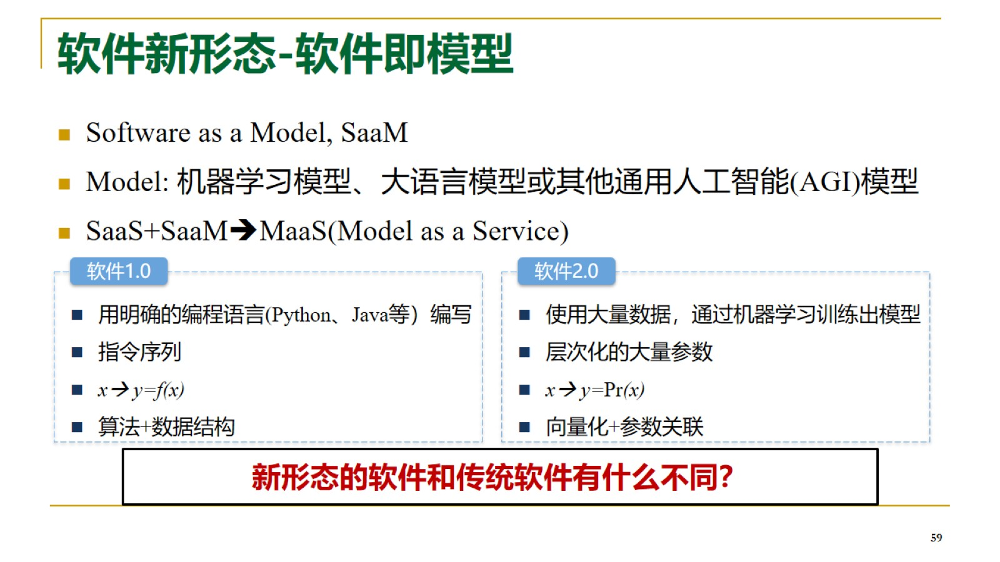 软件新形态-软件即模型
Software as a Model, SaaM
Model: 机器学习模型、大语言模型或其他通用人工智能(AGI)模型
SaaS+SaaM➔MaaS(Model as a Service)
软件1.0
用明确的编程语言(Python、Java等）编写
指令序列
x→y=f(x)
算法+数据结构
软件2.0
使用大量数据，通过机器学习训练出模型
层次化的大量参数
x→y=Pr(x)
向量化+参数关联
新形态的软件和传统软件有什么不同?
59